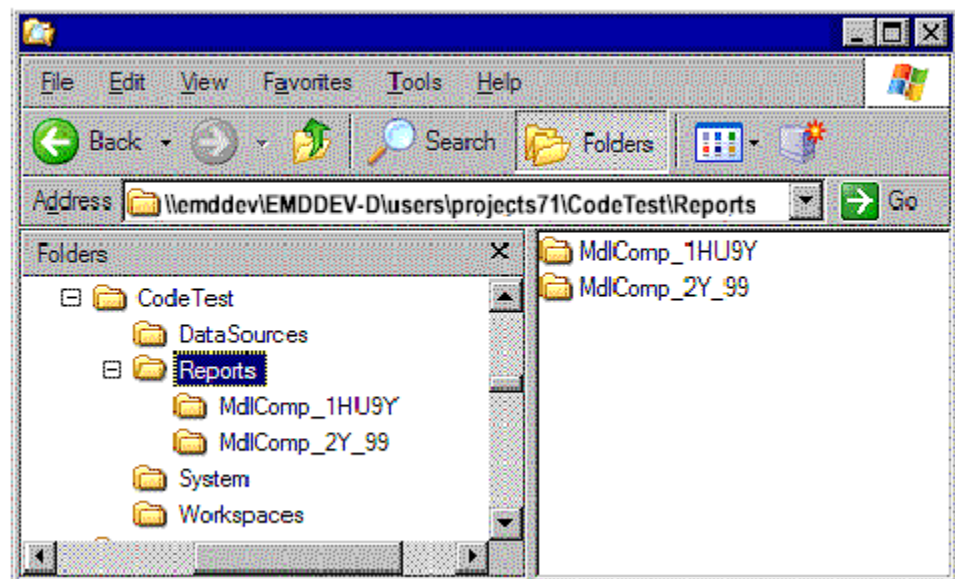 File Edit View Favorites Tools Help
Back Search Folders
Address \\emddev\EMDDEV-D\users\projects71\CodeTest\Reports Go
Folders
CodeTest
DataSources
Reports
MdlComp_1HU9Y
MdlComp_2Y_99
System
Workspaces
MdlComp_1HU9Y
MdlComp_2Y_99